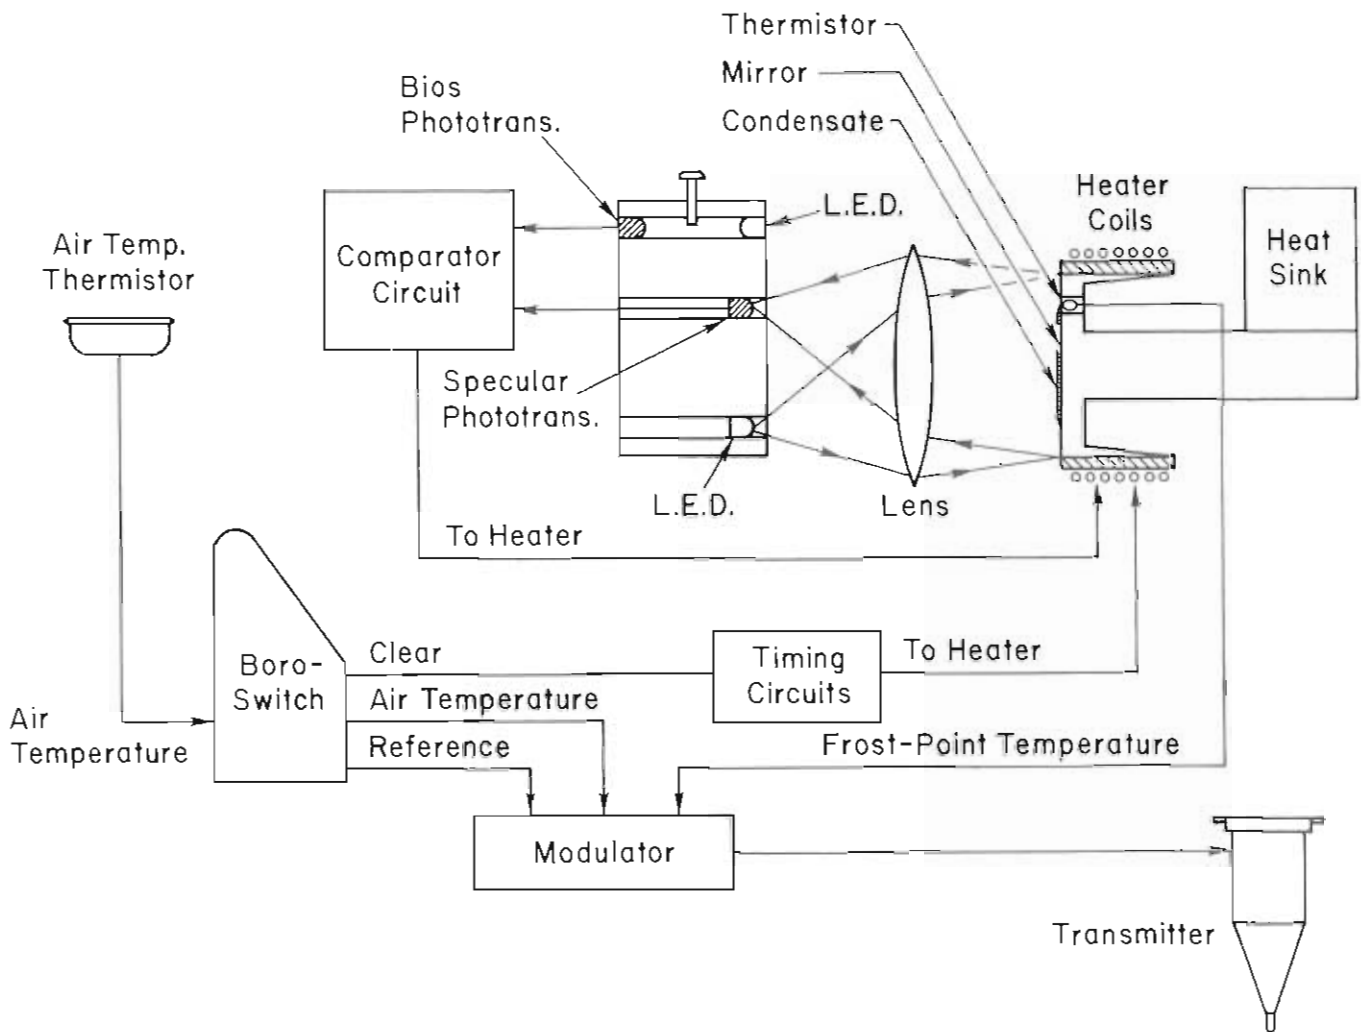 Thermistor
Mirror
Condensate
Bios
Phototrans.
L.E.D.
Heater
Coils
Heat
Sink
Air Temp.
Thermistor
Comparator
Circuit
Specular
Phototrans.
L.E.D.
Lens
To Heater
Boro-
Switch
Clear
Timing
Circuits
To Heater
Air Temperature
Air
Temperature
Reference
Frost-Point Temperature
Modulator
Transmitter